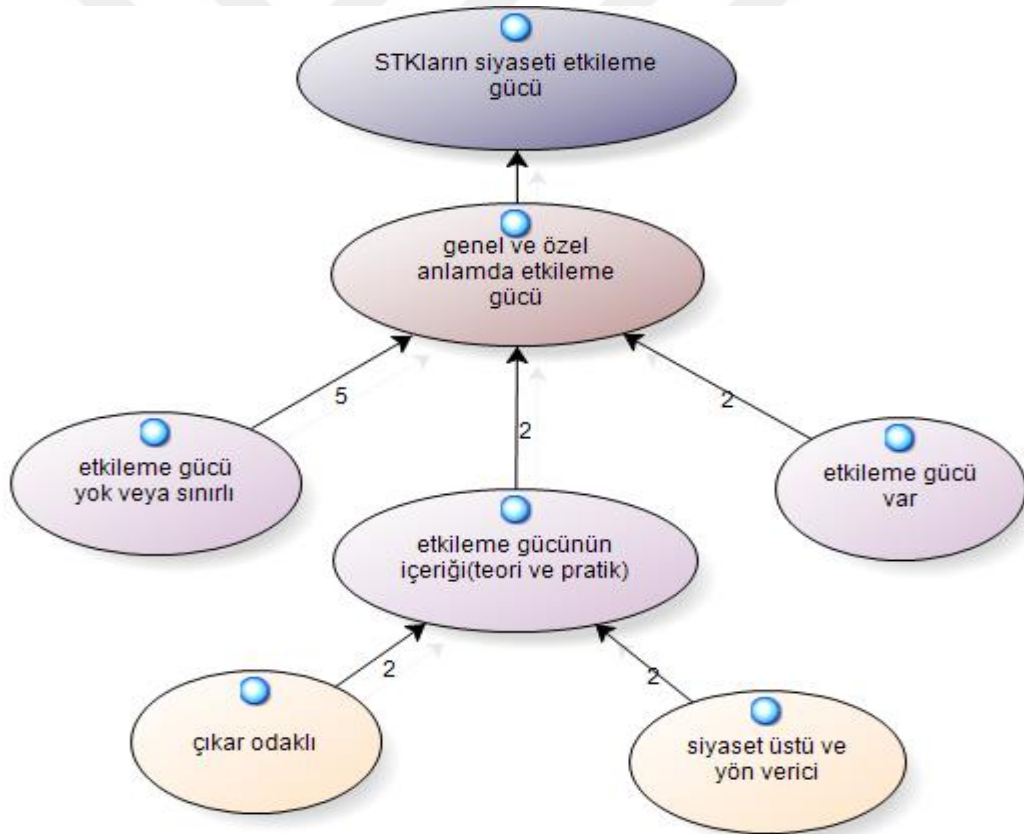 STKların siyaseti etkileme
gücü
genel ve özel
anlamda etkileme
gücü
5
2
2
etkileme gücü
yok veya sınırlı
etkileme gücü
var
etkileme gücünün
içeriği(teori ve pratik)
2
2
çıkar odaklı
siyaset üstü ve
yön verici